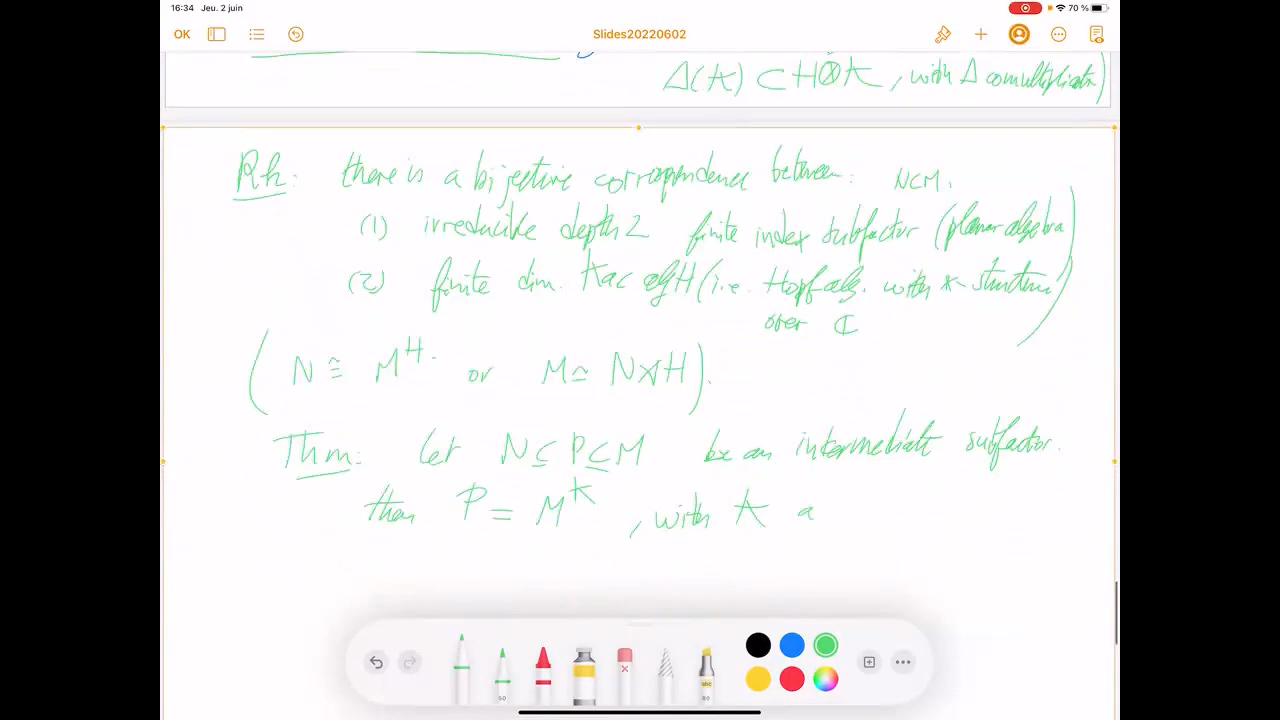 16:34 Jeu. 2 juin
70 %
OK
Slides20220602
Δ(K) ⊂ H⊗K, with Δ comultiplication)
Rk: there is a bijective correspondence between: N⊂M.
(1) irreducible depth 2 finite index subfactor (planar algebra)
(2) finite dim. Kac alg H (i.e. Hopf alg. with *-structure
over ℂ)
(N ≅ M^H or M ≃ N⋊H).
Thm: Let N ⊆ P ⊆ M be an intermediate subfactor.
then P = M^K, with K a